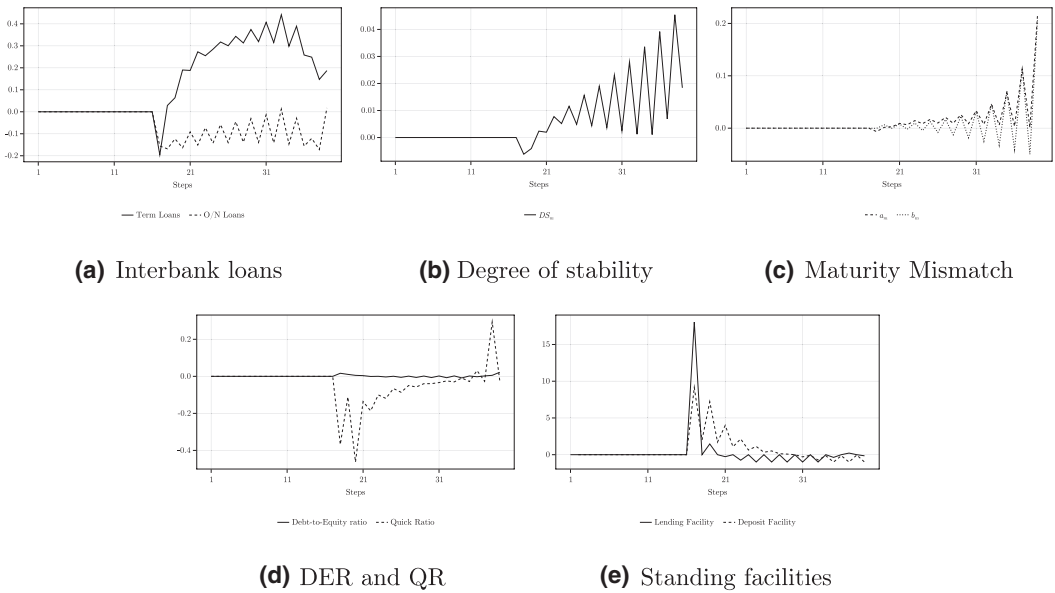 0.4
0.3
0.2
0.1
0.0
-0.1
-0.2
1 11 21 31
Steps
Term Loans O/N Loans
(a) Interbank loans
0.04
0.03
0.02
0.01
0.00
1 11 21 31
Steps
DSₙ
(b) Degree of stability
0.2
0.1
0.0
1 11 21 31
Steps
aₙ bₙ
(c) Maturity Mismatch
0.2
0.0
-0.2
-0.4
1 11 21 31
Steps
Debt-to-Equity ratio Quick Ratio
(d) DER and QR
15
10
5
0
1 11 21 31
Steps
Lending Facility Deposit Facility
(e) Standing facilities